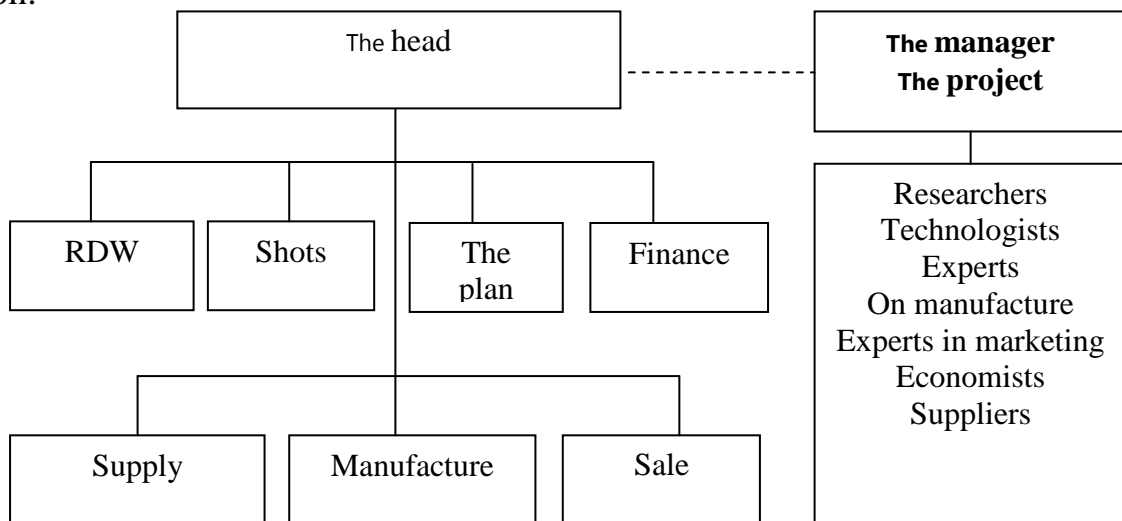 The head
The manager
The project
RDW
Shots
The
plan
Finance
Researchers
Technologists
Experts
On manufacture
Experts in marketing
Economists
Suppliers
Supply
Manufacture
Sale